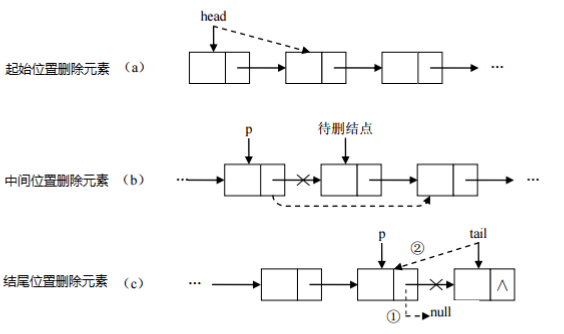 head
起始位置删除元素 （a） ···
p 待删结点
中间位置删除元素 （b） ··· ···
p ② tail
结尾位置删除元素 （c） ··· ∧
① null